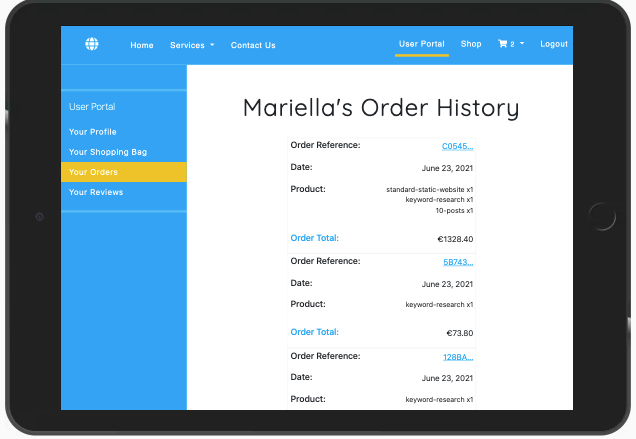 Home Services Contact Us User Portal Shop 2 Logout
User Portal
Your Profile
Your Shopping Bag
Your Orders
Your Reviews
Mariella's Order History
Order Reference: C0545...
Date: June 23, 2021
Product: standard-static-website x1
keyword-research x1
10-posts x1
Order Total: €1328.40
Order Reference: 5B743...
Date: June 23, 2021
Product: keyword-research x1
Order Total: €73.80
Order Reference: 128BA...
Date: June 23, 2021
Product: keyword-research x1